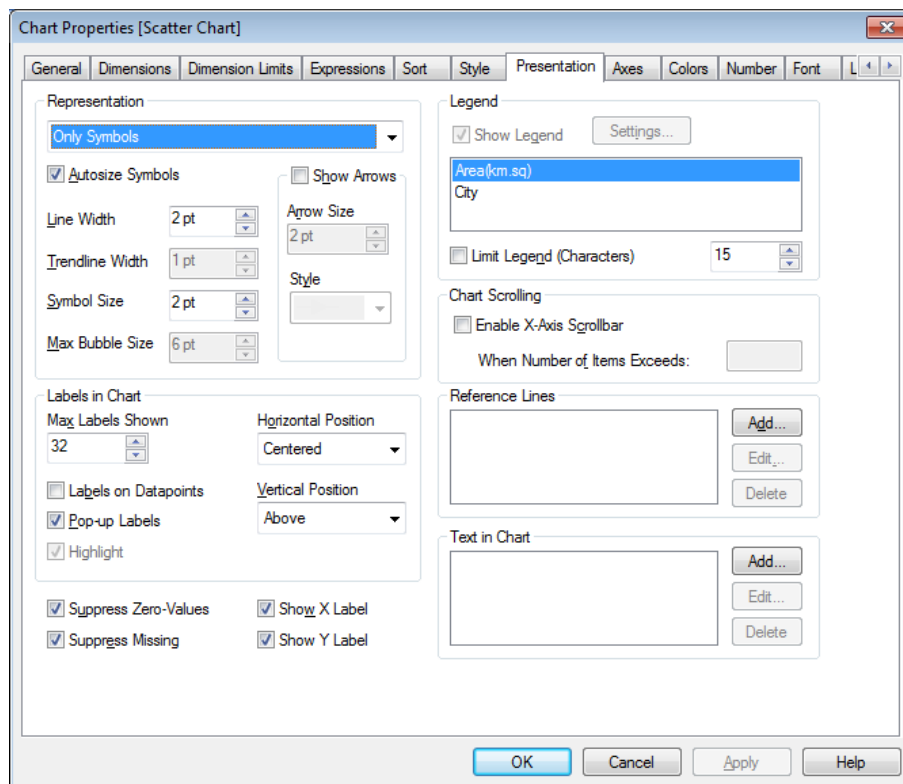 Chart Properties [Scatter Chart]
General Dimensions Dimension Limits Expressions Sort Style Presentation Axes Colors Number Font L
Representation
Only Symbols
Autosize Symbols
Show Arrows
Line Width 2 pt
Arrow Size
2 pt
Trendline Width 1 pt
Style
Symbol Size 2 pt
Max Bubble Size 6 pt
Legend
Show Legend Settings...
Area(km.sq)
City
Limit Legend (Characters) 15
Chart Scrolling
Enable X-Axis Scrollbar
When Number of Items Exceeds:
Labels in Chart
Max Labels Shown Horizontal Position
32 Centered
Labels on Datapoints Vertical Position
Pop-up Labels Above
Highlight
Reference Lines
Add...
Edit...
Delete
Text in Chart
Add...
Edit...
Delete
Suppress Zero-Values Show X Label
Suppress Missing Show Y Label
OK Cancel Apply Help